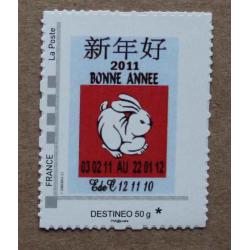 新年好
2011
BONNE ANNEE
03 02 11 AU 22 01 12
EdeC 12 11 10
DESTINEO 50 g *
FRANCE
La Poste